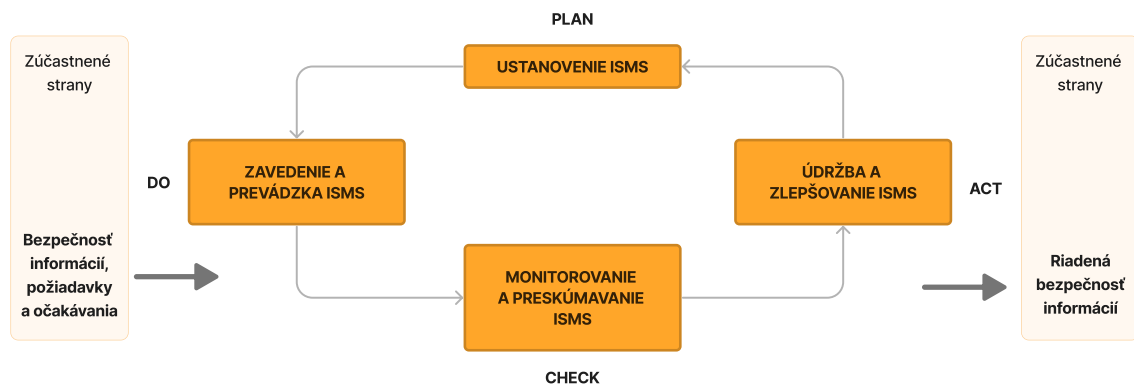 PLAN
Zúčastnené
strany
USTANOVENIE ISMS
Zúčastnené
strany
DO
ZAVEDENIE A
PREVÁDZKA ISMS
ÚDRŽBA A
ZLEPŠOVANIE ISMS
ACT
Bezpečnosť
informácií,
požiadavky
a očakávania
MONITOROVANIE
A PRESKÚMAVANIE
ISMS
Riadená
bezpečnosť
informácií
CHECK